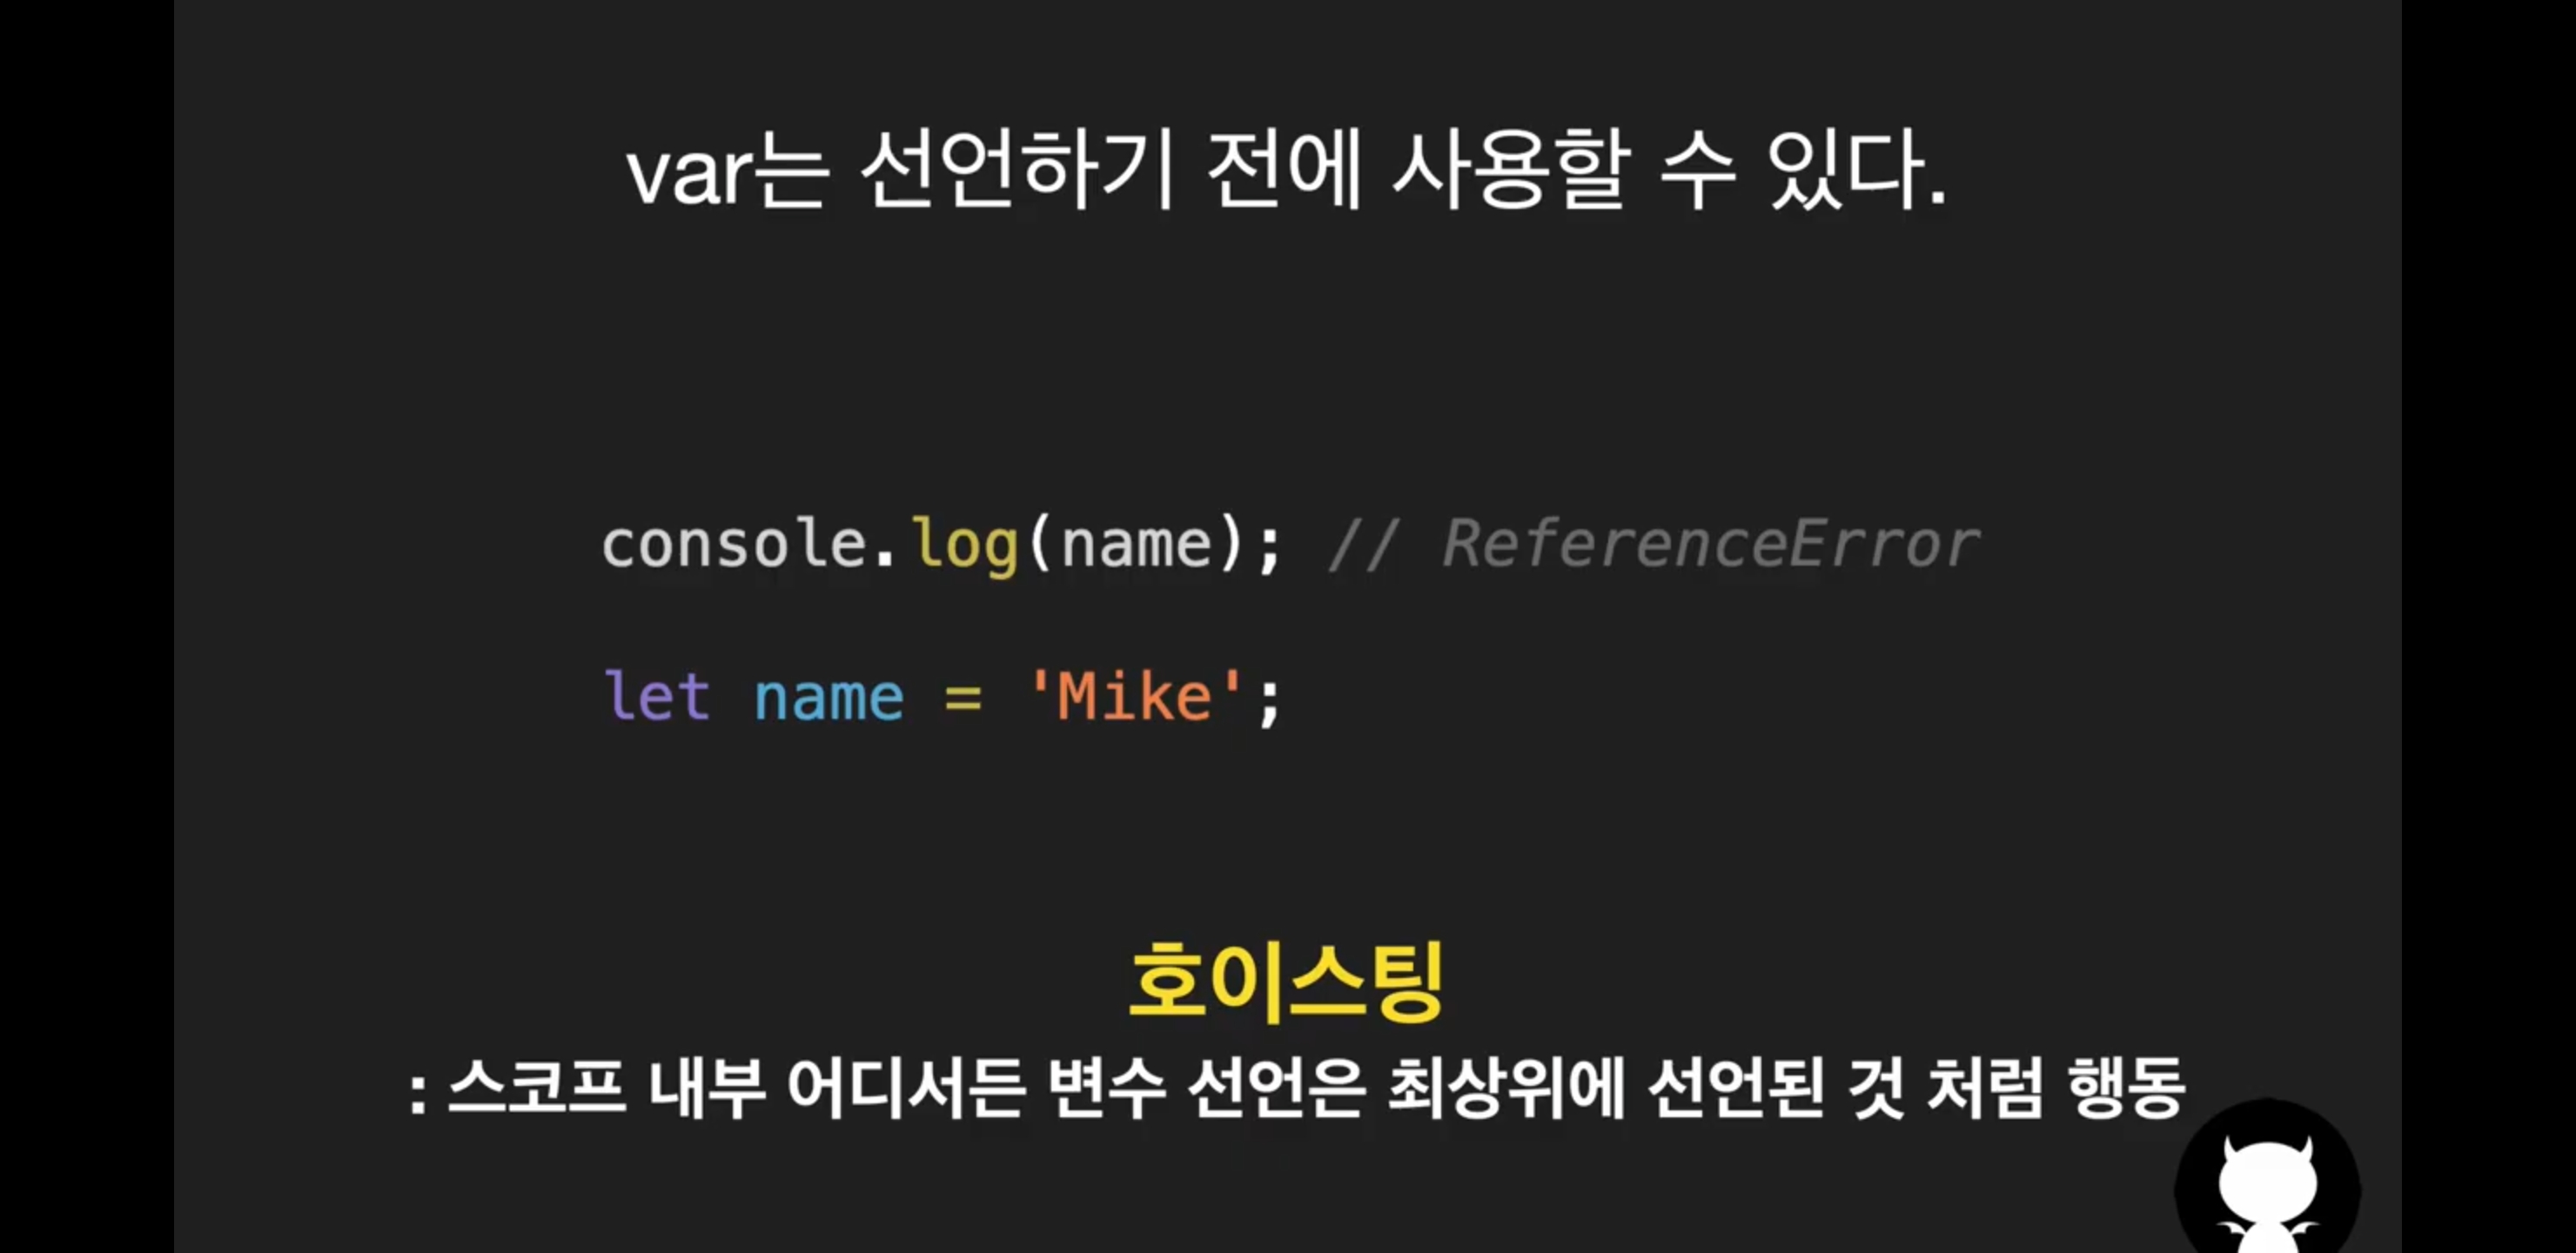 var는 선언하기 전에 사용할 수 있다.
console.log(name); // ReferenceError
let name = 'Mike';
호이스팅
: 스코프 내부 어디서든 변수 선언은 최상위에 선언된 것 처럼 행동